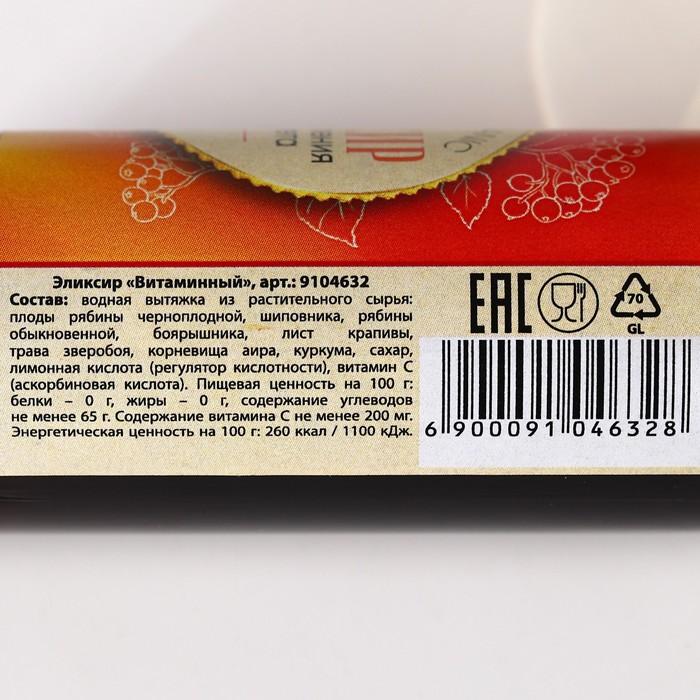 Эликсир «Витаминный», арт.: 9104632
Состав: водная вытяжка из растительного сырья:
плоды рябины черноплодной, шиповника, рябины
обыкновенной, боярышника, лист крапивы,
трава зверобоя, корневища аира, куркума, сахар,
лимонная кислота (регулятор кислотности), витамин С
(аскорбиновая кислота). Пищевая ценность на 100 г:
белки – 0 г, жиры – 0 г, содержание углеводов
не менее 65 г. Содержание витамина С не менее 200 мг.
Энергетическая ценность на 100 г: 260 ккал / 1100 кДж.
EAC
70
GL
6 900091 046328